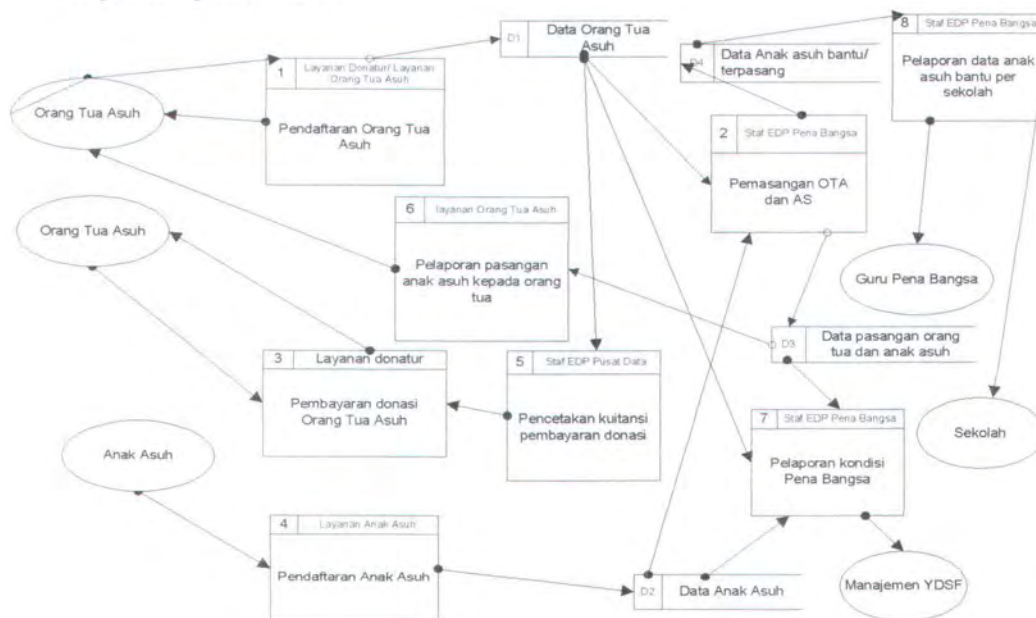 D1
Data Orang Tua
Asuh
8
Staf EDP Pena Bangsa
Pelaporan data anak
asuh bantu per
sekolah
D4
Data Anak asuh bantu/
terpasang
1
Layanan Donatur/ Layanan
Orang Tua Asuh
Pendaftaran Orang Tua
Asuh
Orang Tua Asuh
2
Staf EDP Pena Bangsa
Pemasangan OTA
dan AS
6
layanan Orang Tua Asuh
Pelaporan pasangan
anak asuh kepada orang
tua
Orang Tua Asuh
Guru Pena Bangsa
D3
Data pasangan orang
tua dan anak asuh
3
Layanan donatur
Pembayaran donasi
Orang Tua Asuh
5
Staf EDP Pusat Data
Pencetakan kuitansi
pembayaran donasi
7
Staf EDP Pena Bangsa
Pelaporan kondisi
Pena Bangsa
Sekolah
Anak Asuh
4
Layanan Anak Asuh
Pendaftaran Anak Asuh
D2
Data Anak Asuh
Manajemen YDSF